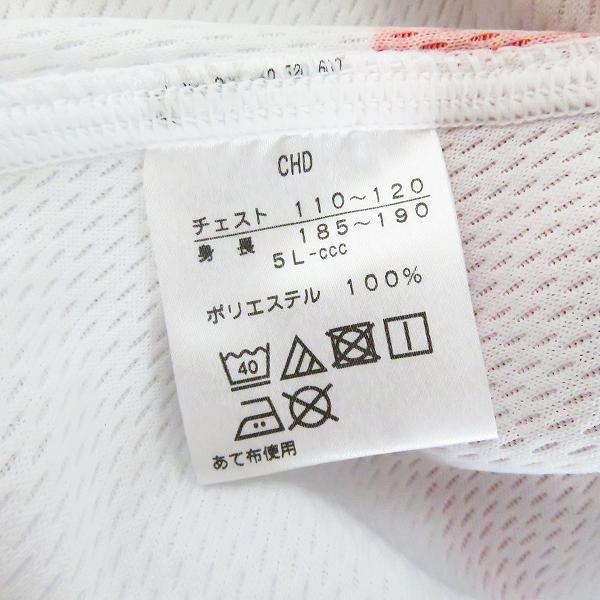 CHD
チェスト 110～120
身長 185～190
5L-ccc
ポリエステル 100%
40
あて布使用